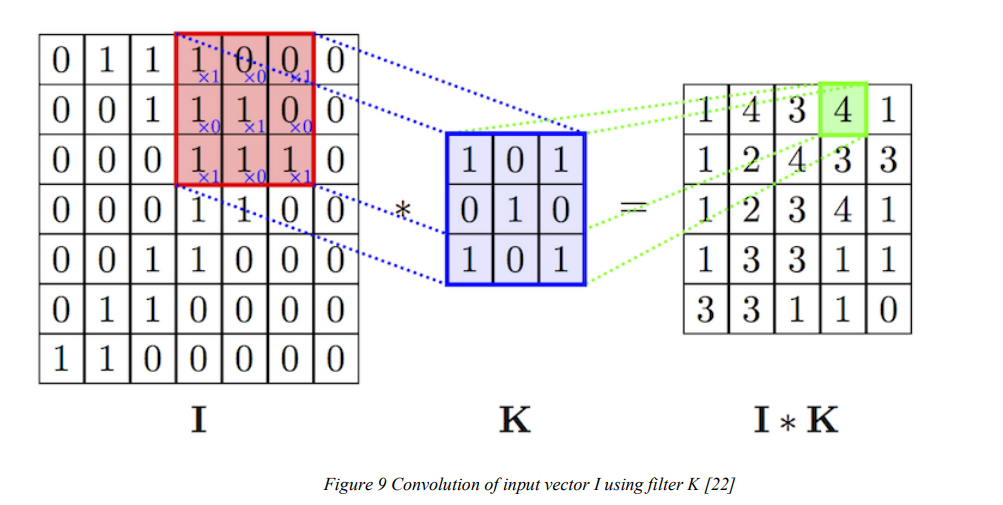 0 1 1 1 0 0 0
×1 ×0 ×1
0 0 1 1 1 0 0
×0 ×1 ×0
0 0 0 1 1 1 0
×1 ×0 ×1
0 0 0 1 1 0 0
0 0 1 1 0 0 0
0 1 1 0 0 0 0
1 1 0 0 0 0 0
I
*
1 0 1
0 1 0
1 0 1
K
=
1 4 3 4 1
1 2 4 3 3
1 2 3 4 1
1 3 3 1 1
3 3 1 1 0
I * K
Figure 9 Convolution of input vector I using filter K [22]